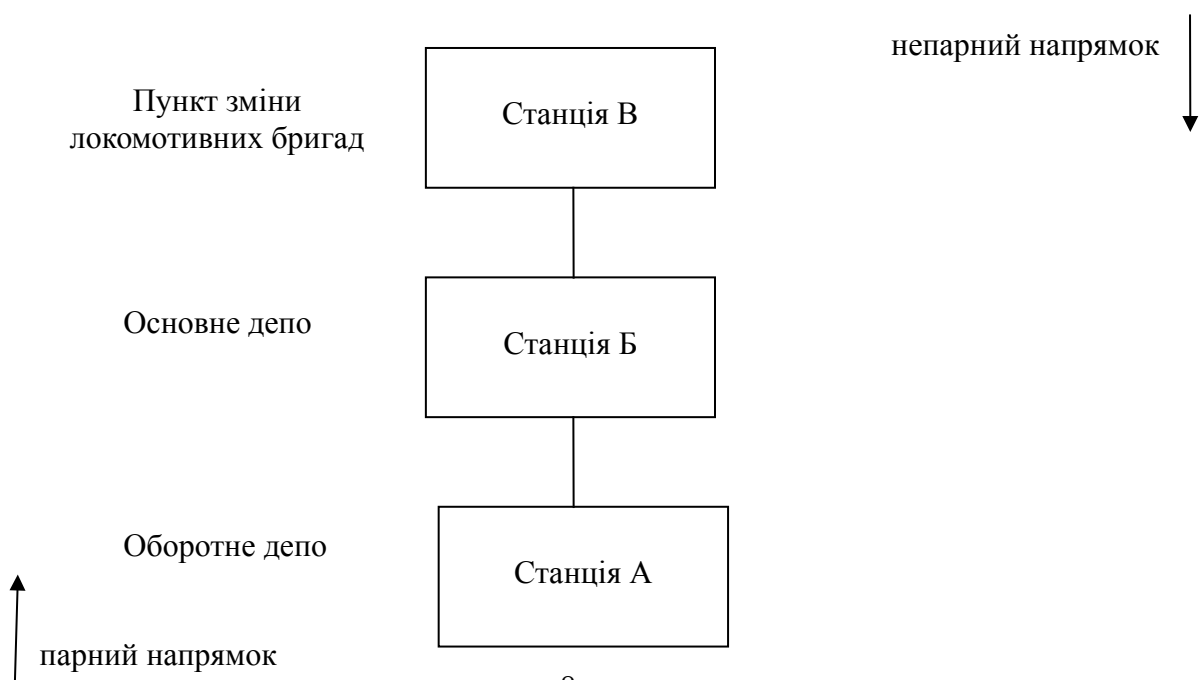 непарний напрямок
Пункт зміни
локомотивних бригад
Станція В
Основне депо
Станція Б
Оборотне депо
Станція А
парний напрямок